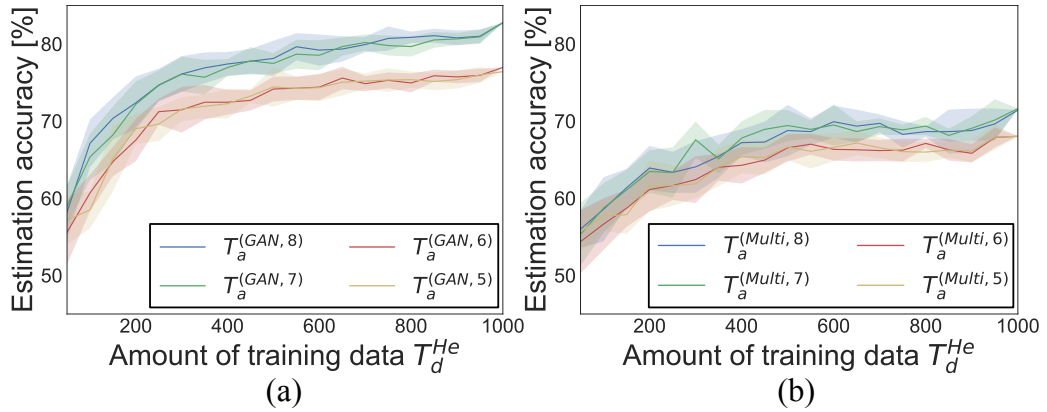 Estimation accuracy [%]
80
70
60
50
T_a^(GAN, 8)
T_a^(GAN, 6)
T_a^(GAN, 7)
T_a^(GAN, 5)
200
400
600
800
1000
Amount of training data T_d^He
(a)
Estimation accuracy [%]
80
70
60
50
T_a^(Multi, 8)
T_a^(Multi, 6)
T_a^(Multi, 7)
T_a^(Multi, 5)
200
400
600
800
1000
Amount of training data T_d^He
(b)